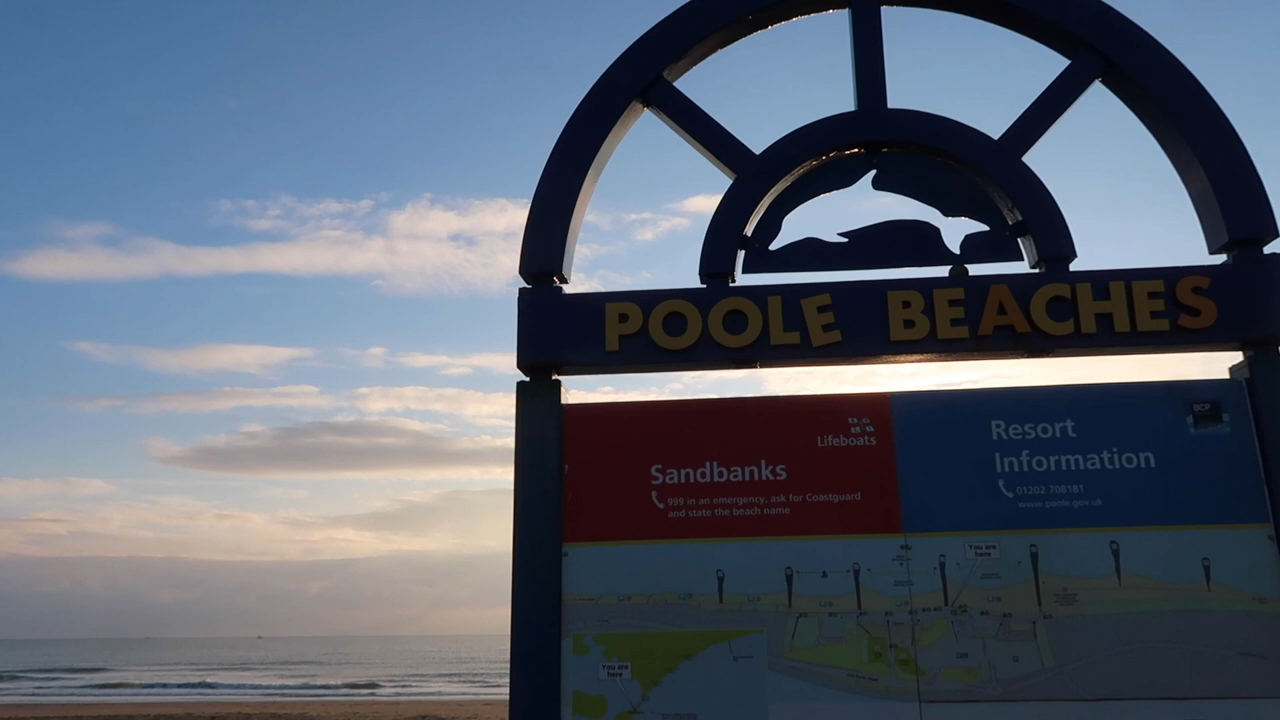 POOLE BEACHES
Lifeboats
Sandbanks
999 in an emergency, ask for Coastguard
and state the beach name
Resort
Information
01202 708181
www.poole.gov.uk
BCP
You are
here
You are
here